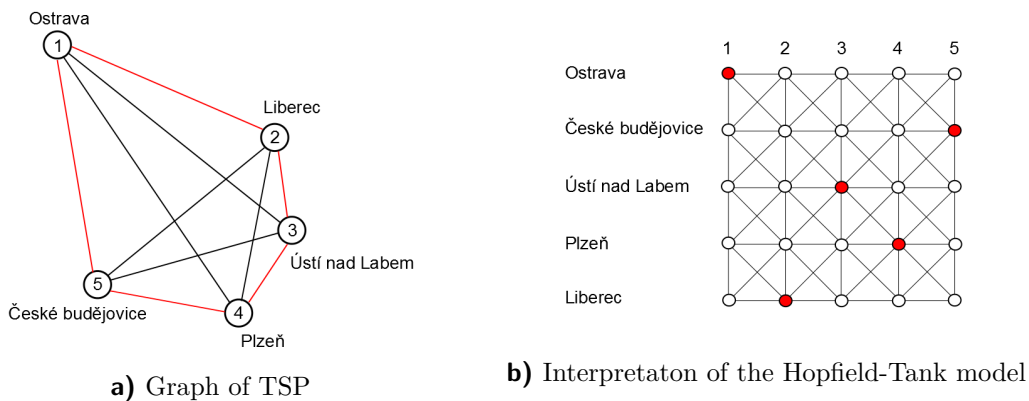 Ostrava
1
Liberec
2
3
Ústí nad Labem
5
České budějovice
4
Plzeň
a) Graph of TSP
1 2 3 4 5
Ostrava
České budějovice
Ústí nad Labem
Plzeň
Liberec
b) Interpretaton of the Hopfield-Tank model